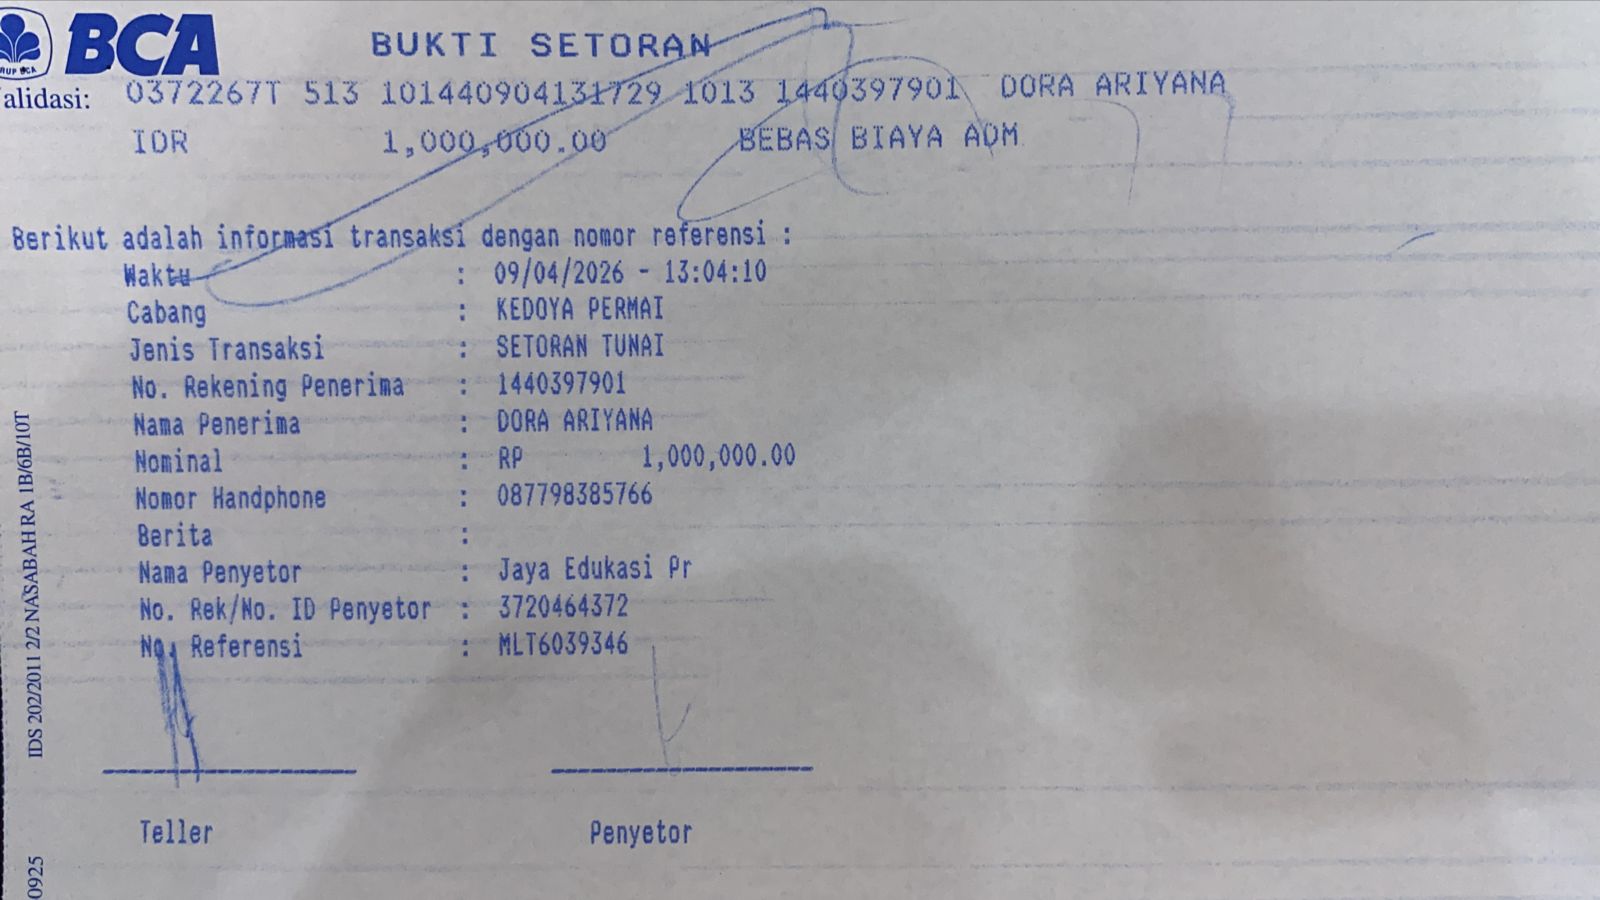 BCA
BUKTI SETORAN
alidasi: 0372267T 513 101440904131729 1013 1440397901 DORA ARIYANA
IDR 1,000,000.00 BEBAS BIAYA ADM
Berikut adalah informasi transaksi dengan nomor referensi :
Waktu : 09/04/2026 - 13:04:10
Cabang : KEDOYA PERMAI
Jenis Transaksi : SETORAN TUNAI
No. Rekening Penerima : 1440397901
Nama Penerima : DORA ARIYANA
Nominal : RP 1,000,000.00
Nomor Handphone : 087798385766
Berita :
Nama Penyetor : Jaya Edukasi Pr
No. Rek/No. ID Penyetor : 3720464372
No. Referensi : MLT6039346
Teller Penyetor
IDS 202/2011 2/2 NASABAH RA 1B/6B/10T
0925